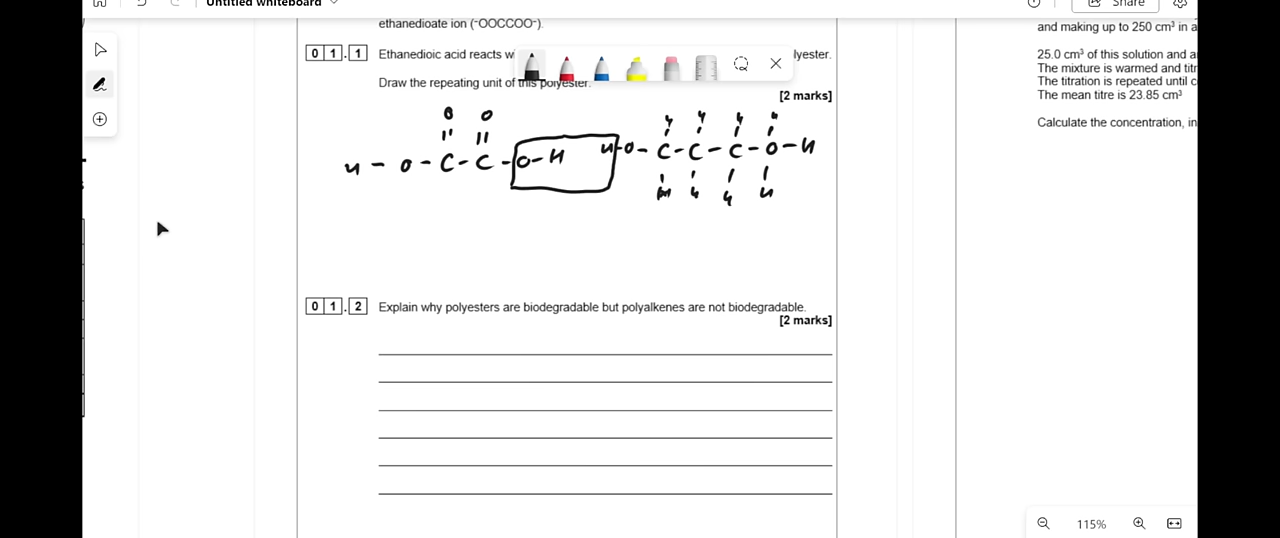 Untitled whiteboard
Share
ethanedioate ion (⁻OOCCOO⁻).
and making up to 250 cm³ in a
0 1 . 1 Ethanedioic acid reacts w lyester.
Draw the repeating unit of this polyester.
[2 marks]
25.0 cm³ of this solution and a
The mixture is warmed and titr
The titration is repeated until c
The mean titre is 23.85 cm³
Calculate the concentration, in
O O
H H H H
H - O - C - C - O - H H - O - C - C - C - O - H
H H H H
0 1 . 2 Explain why polyesters are biodegradable but polyalkenes are not biodegradable.
[2 marks]
115%